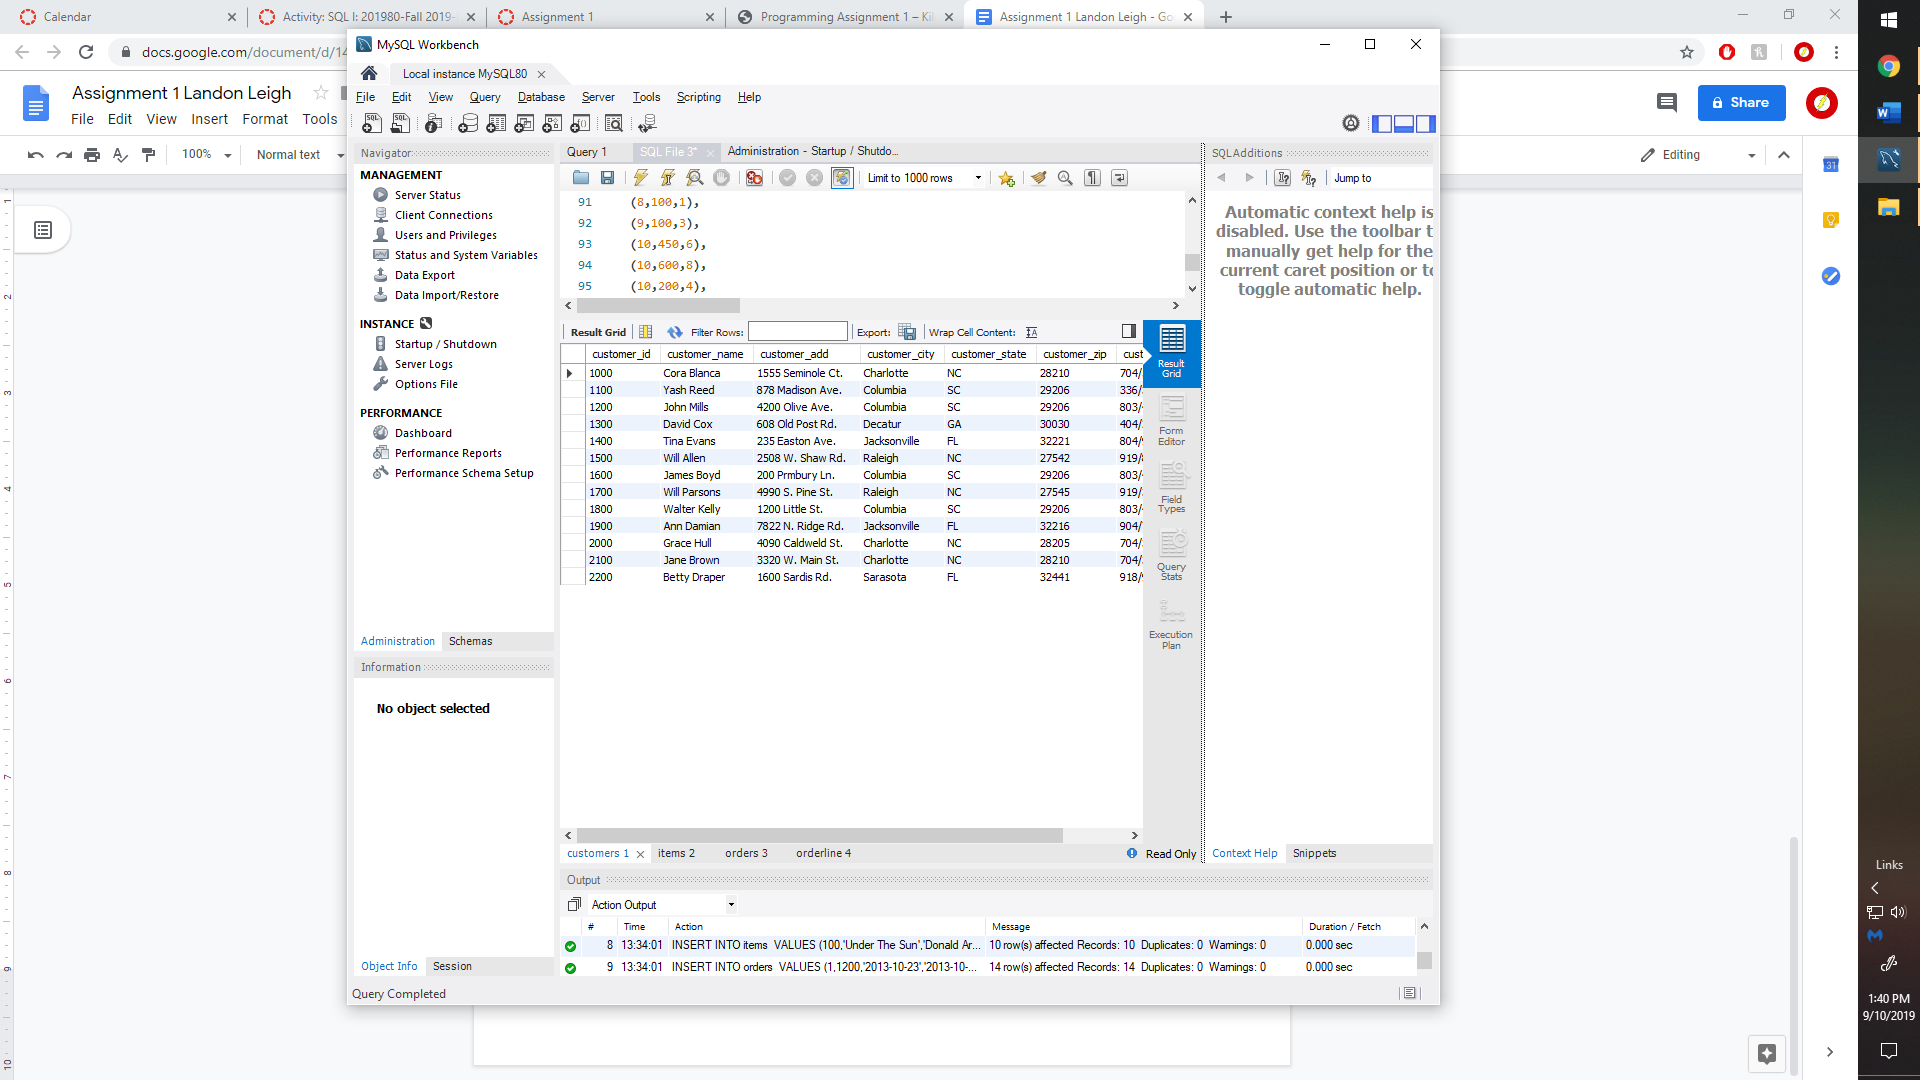 Calendar
Activity: SQL I: 201980-Fall 2019-
Assignment 1
Programming Assignment 1 – Kil
Assignment 1 Landon Leigh - Go
docs.google.com/document/d/14
Assignment 1 Landon Leigh
File Edit View Insert Format Tools
Share
100% Normal text
Editing
MySQL Workbench
Local instance MySQL80
File Edit View Query Database Server Tools Scripting Help
Navigator
MANAGEMENT
Server Status
Client Connections
Users and Privileges
Status and System Variables
Data Export
Data Import/Restore
INSTANCE
Startup / Shutdown
Server Logs
Options File
PERFORMANCE
Dashboard
Performance Reports
Performance Schema Setup
Administration Schemas
Information
No object selected
Object Info Session
Query Completed
Query 1 SQL File 3* Administration - Startup / Shutdo...
Limit to 1000 rows
91 (8,100,1),
92 (9,100,3),
93 (10,450,6),
94 (10,600,8),
95 (10,200,4),
Result Grid Filter Rows: Export: Wrap Cell Content:
customer_id customer_name customer_add customer_city customer_state customer_zip cust
1000 Cora Blanca 1555 Seminole Ct. Charlotte NC 28210 704/
1100 Yash Reed 878 Madison Ave. Columbia SC 29206 336/
1200 John Mills 4200 Olive Ave. Columbia SC 29206 803/
1300 David Cox 608 Old Post Rd. Decatur GA 30030 404/
1400 Tina Evans 235 Easton Ave. Jacksonville FL 32221 804/
1500 Will Allen 2508 W. Shaw Rd. Raleigh NC 27542 919/
1600 James Boyd 200 Prmbury Ln. Columbia SC 29206 803/
1700 Will Parsons 4990 S. Pine St. Raleigh NC 27545 919/
1800 Walter Kelly 1200 Little St. Columbia SC 29206 803/
1900 Ann Damian 7822 N. Ridge Rd. Jacksonville FL 32216 904/
2000 Grace Hull 4090 Caldweld St. Charlotte NC 28205 704/
2100 Jane Brown 3320 W. Main St. Charlotte NC 28210 704/
2200 Betty Draper 1600 Sardis Rd. Sarasota FL 32441 918/
Result
Grid
Form
Editor
Field
Types
Query
Stats
Execution
Plan
customers 1 items 2 orders 3 orderline 4
Read Only
Output
Action Output
# Time Action Message Duration / Fetch
8 13:34:01 INSERT INTO items VALUES (100,'Under The Sun','Donald Ar... 10 row(s) affected Records: 10 Duplicates: 0 Warnings: 0 0.000 sec
9 13:34:01 INSERT INTO orders VALUES (1,1200,'2013-10-23','2013-10-... 14 row(s) affected Records: 14 Duplicates: 0 Warnings: 0 0.000 sec
SQLAdditions
Jump to
Automatic context help is
disabled. Use the toolbar t
manually get help for the
current caret position or to
toggle automatic help.
Context Help Snippets
Links
1:40 PM
9/10/2019